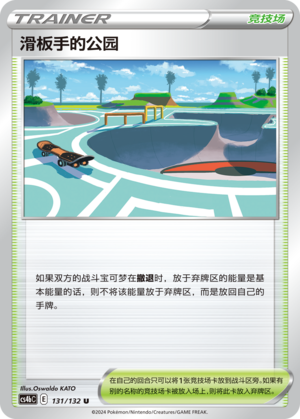 TRAINER
竞技场
滑板手的公园
如果双方的战斗宝可梦在撤退时，放于弃牌区的能量是基
本能量的话，则不将该能量放于弃牌区，而是放回自己的
手牌。
Illus.Oswaldo KATO
CS4bC E 131/132 U
在自己的回合只可以将1张竞技场卡放于战斗区旁。如果有
别的名称的竞技场卡被放入场上，则将此卡放入弃牌区。
©2024 Pokémon/Nintendo/Creatures/GAME FREAK.